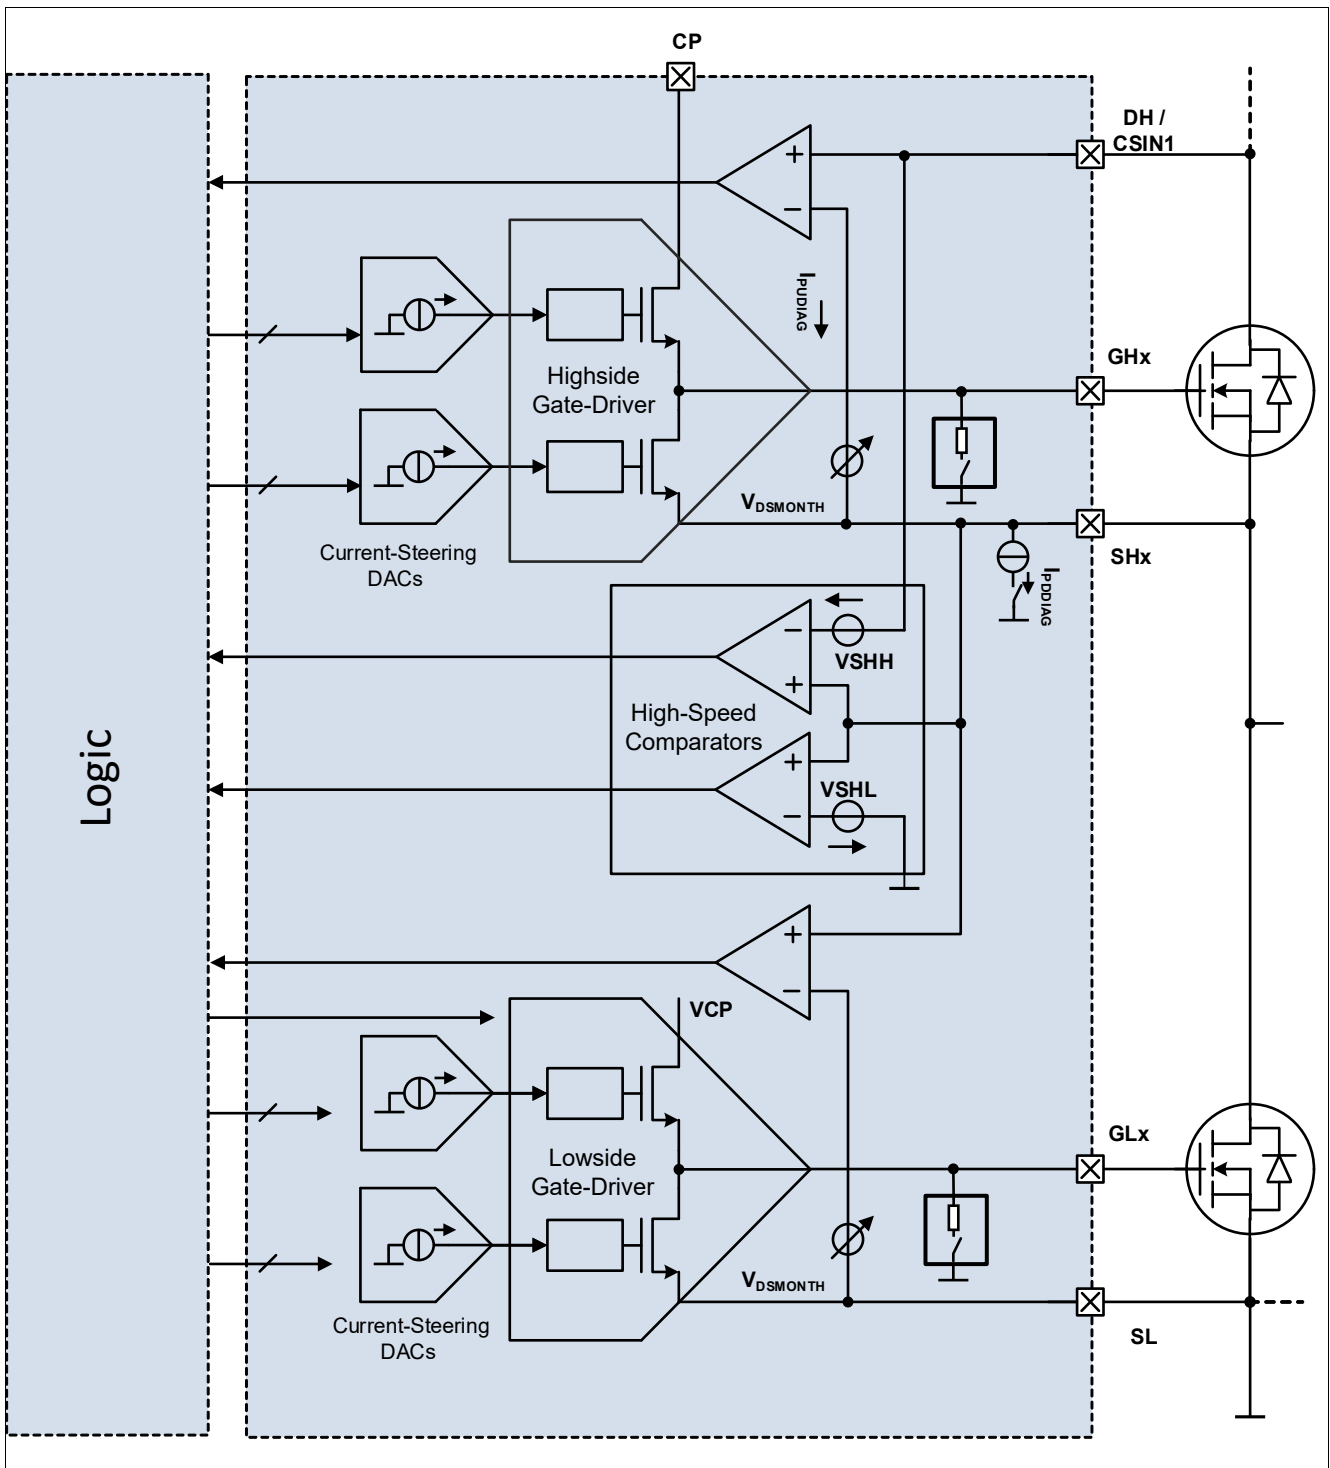 CP
DH /
CSIN1
+
−
IPUDIAG
GHx
Highside
Gate-Driver
VDSMONTH
SHx
Current-Steering
DACs
IPDDIAG
−
VSHH
+
High-Speed
Comparators
+
VSHL
−
Logic
+
−
VCP
GLx
Lowside
Gate-Driver
VDSMONTH
SL
Current-Steering
DACs